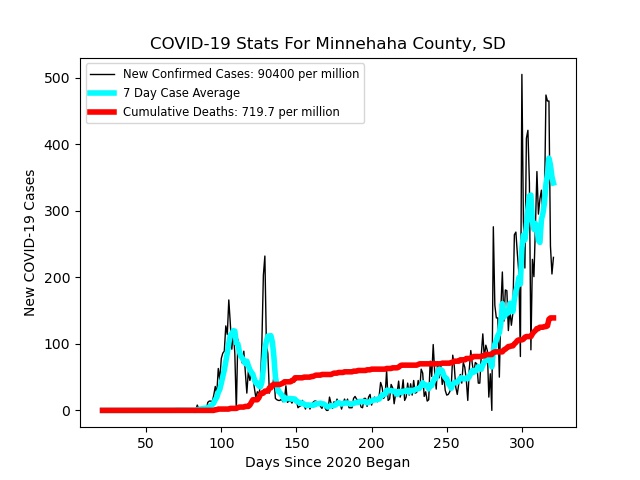 COVID-19 Stats For Minnehaha County, SD
New Confirmed Cases: 90400 per million
7 Day Case Average
Cumulative Deaths: 719.7 per million
New COVID-19 Cases
500
400
300
200
100
0
50 100 150 200 250 300
Days Since 2020 Began